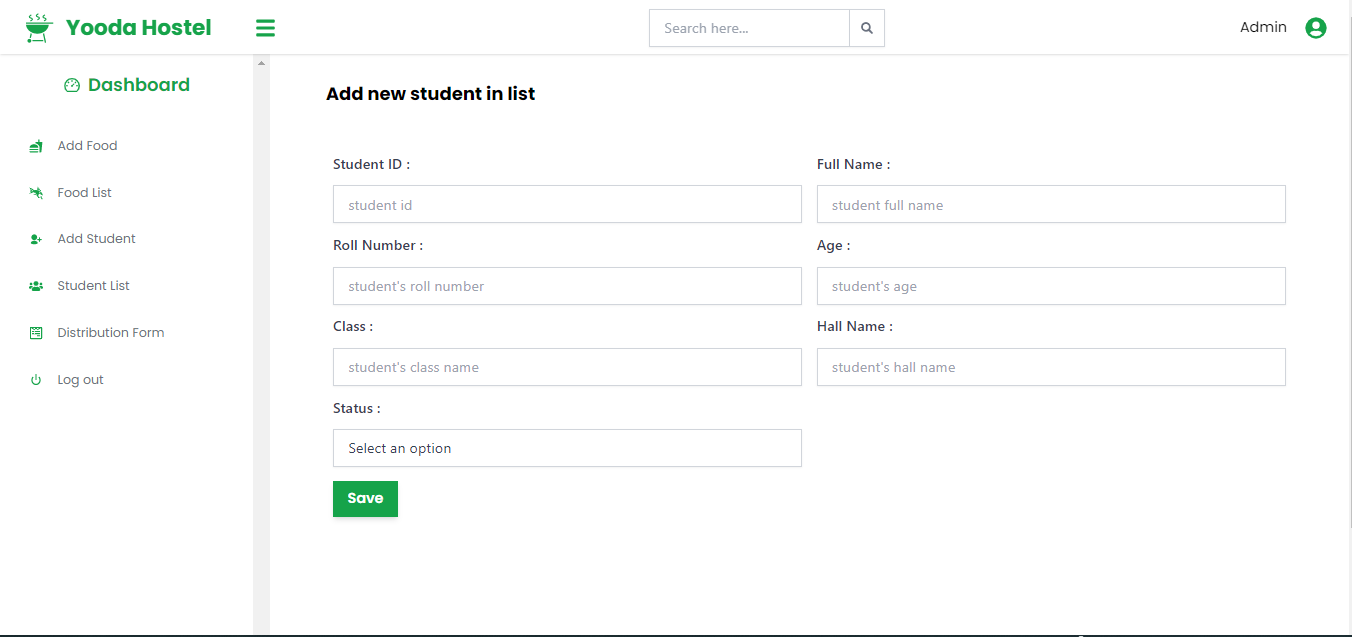 Yooda Hostel
Search here...
Admin
Dashboard
Add Food
Food List
Add Student
Student List
Distribution Form
Log out
Add new student in list
Student ID :
student id
Full Name :
student full name
Roll Number :
student's roll number
Age :
student's age
Class :
student's class name
Hall Name :
student's hall name
Status :
Select an option
Save